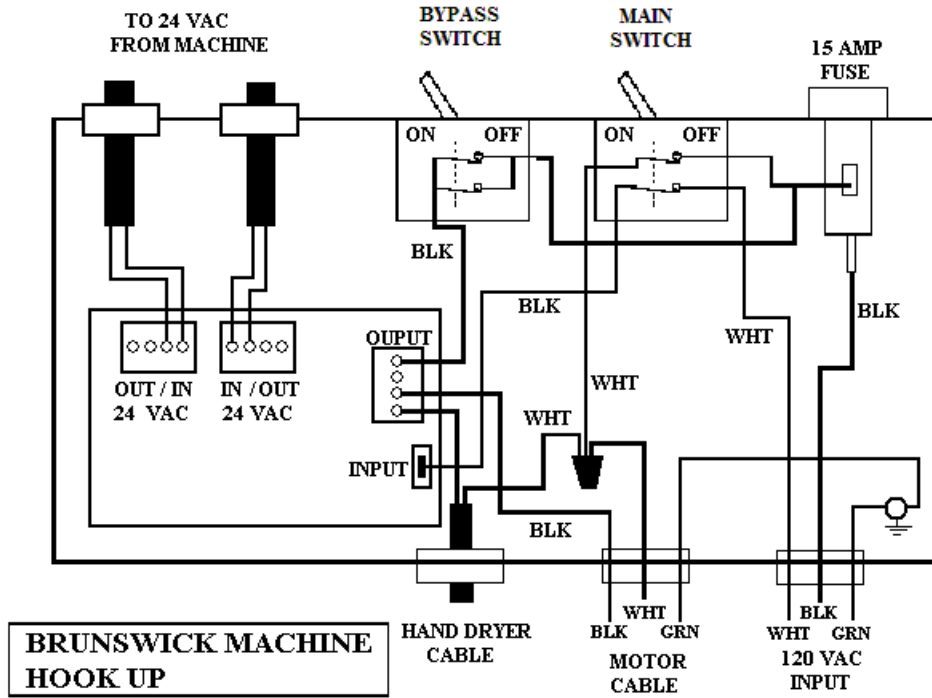 TO 24 VAC
FROM MACHINE
BYPASS
SWITCH
MAIN
SWITCH
15 AMP
FUSE
ON OFF
ON OFF
BLK
BLK
BLK
WHT
OUPUT
OUT / IN
24 VAC
IN / OUT
24 VAC
WHT
WHT
INPUT
BLK
HAND DRYER
CABLE
BLK WHT GRN
MOTOR
CABLE
WHT BLK GRN
120 VAC
INPUT
BRUNSWICK MACHINE
HOOK UP